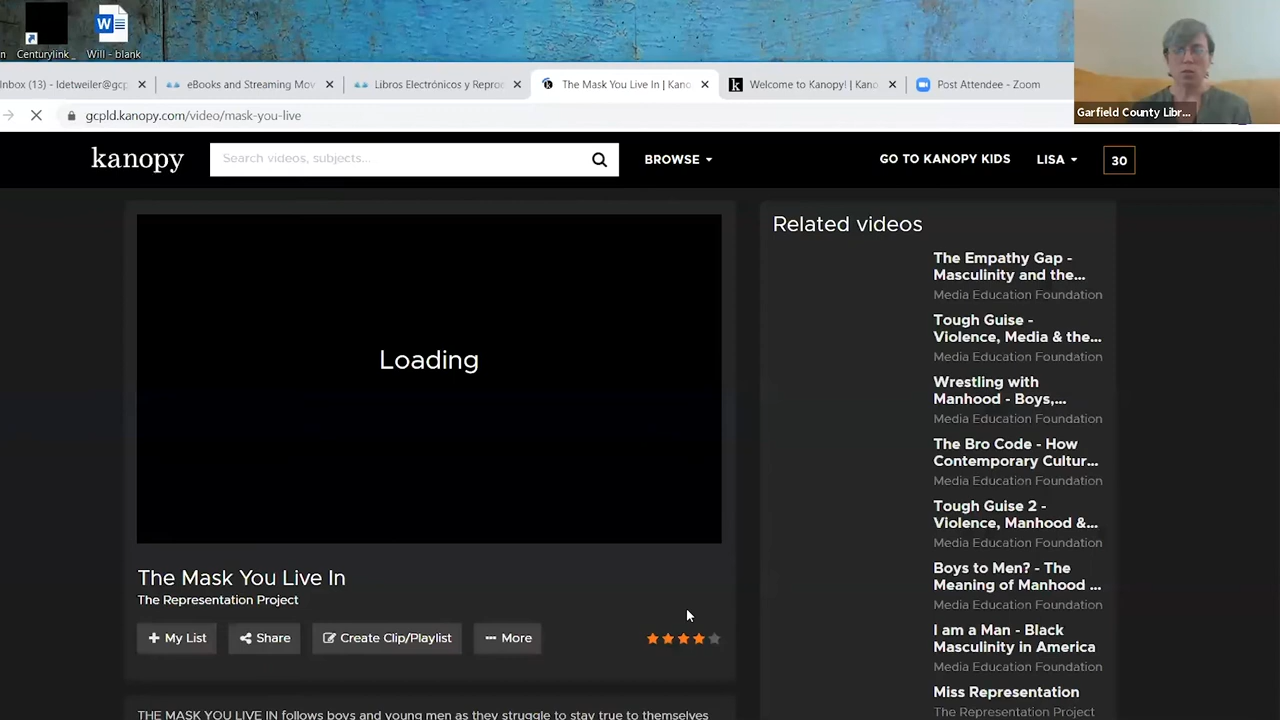 n
Centurylink_
Will - blank
Inbox (13) - ldetweiler@gcp
eBooks and Streaming Mov
Libros Electrónicos y Reproc
The Mask You Live In | Kano
Welcome to Kanopy! | Kano
Post Attendee - Zoom
Garfield County Libr...
gcpld.kanopy.com/video/mask-you-live
kanopy
Search videos, subjects...
BROWSE
GO TO KANOPY KIDS
LISA
30
Loading
The Mask You Live In
The Representation Project
My List
Share
Create Clip/Playlist
More
THE MASK YOU LIVE IN follows boys and young men as they struggle to stay true to themselves
Related videos
The Empathy Gap -
Masculinity and the...
Media Education Foundation
Tough Guise -
Violence, Media & the...
Media Education Foundation
Wrestling with
Manhood - Boys,...
Media Education Foundation
The Bro Code - How
Contemporary Cultur...
Media Education Foundation
Tough Guise 2 -
Violence, Manhood &...
Media Education Foundation
Boys to Men? - The
Meaning of Manhood ...
Media Education Foundation
I am a Man - Black
Masculinity in America
Media Education Foundation
Miss Representation
The Representation Project